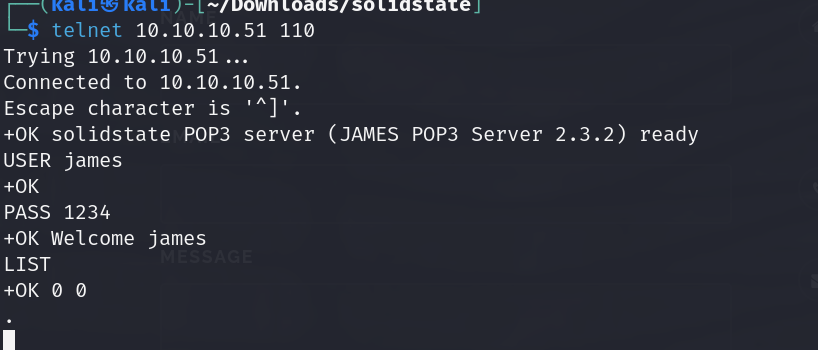 ┌──(kali㉿kali)-[~/Downloads/solidstate]
└─$ telnet 10.10.10.51 110
Trying 10.10.10.51...
Connected to 10.10.10.51.
Escape character is '^]'.
+OK solidstate POP3 server (JAMES POP3 Server 2.3.2) ready
USER james
+OK
PASS 1234
+OK Welcome james
MESSAGE
LIST
+OK 0 0
.